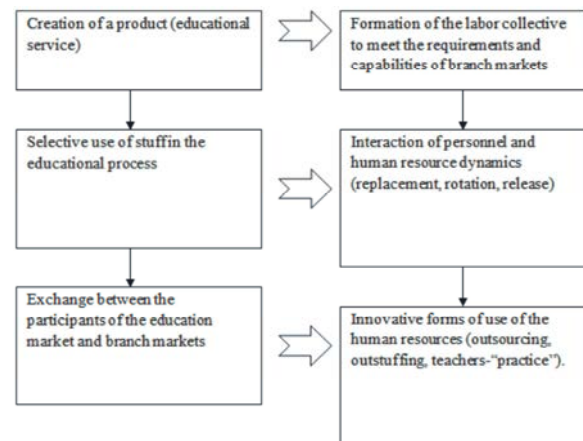 Creation of a product (educational
service)
Formation of the labor collective
to meet the requirements and
capabilities of branch markets
Selective use of stuffin the
educational process
Interaction of personnel and
human resource dynamics
(replacement, rotation, release)
Exchange between the
participants of the education
market and branch markets
Innovative forms of use of the
human resources (outsourcing,
outstuffing, teachers-“practice”).